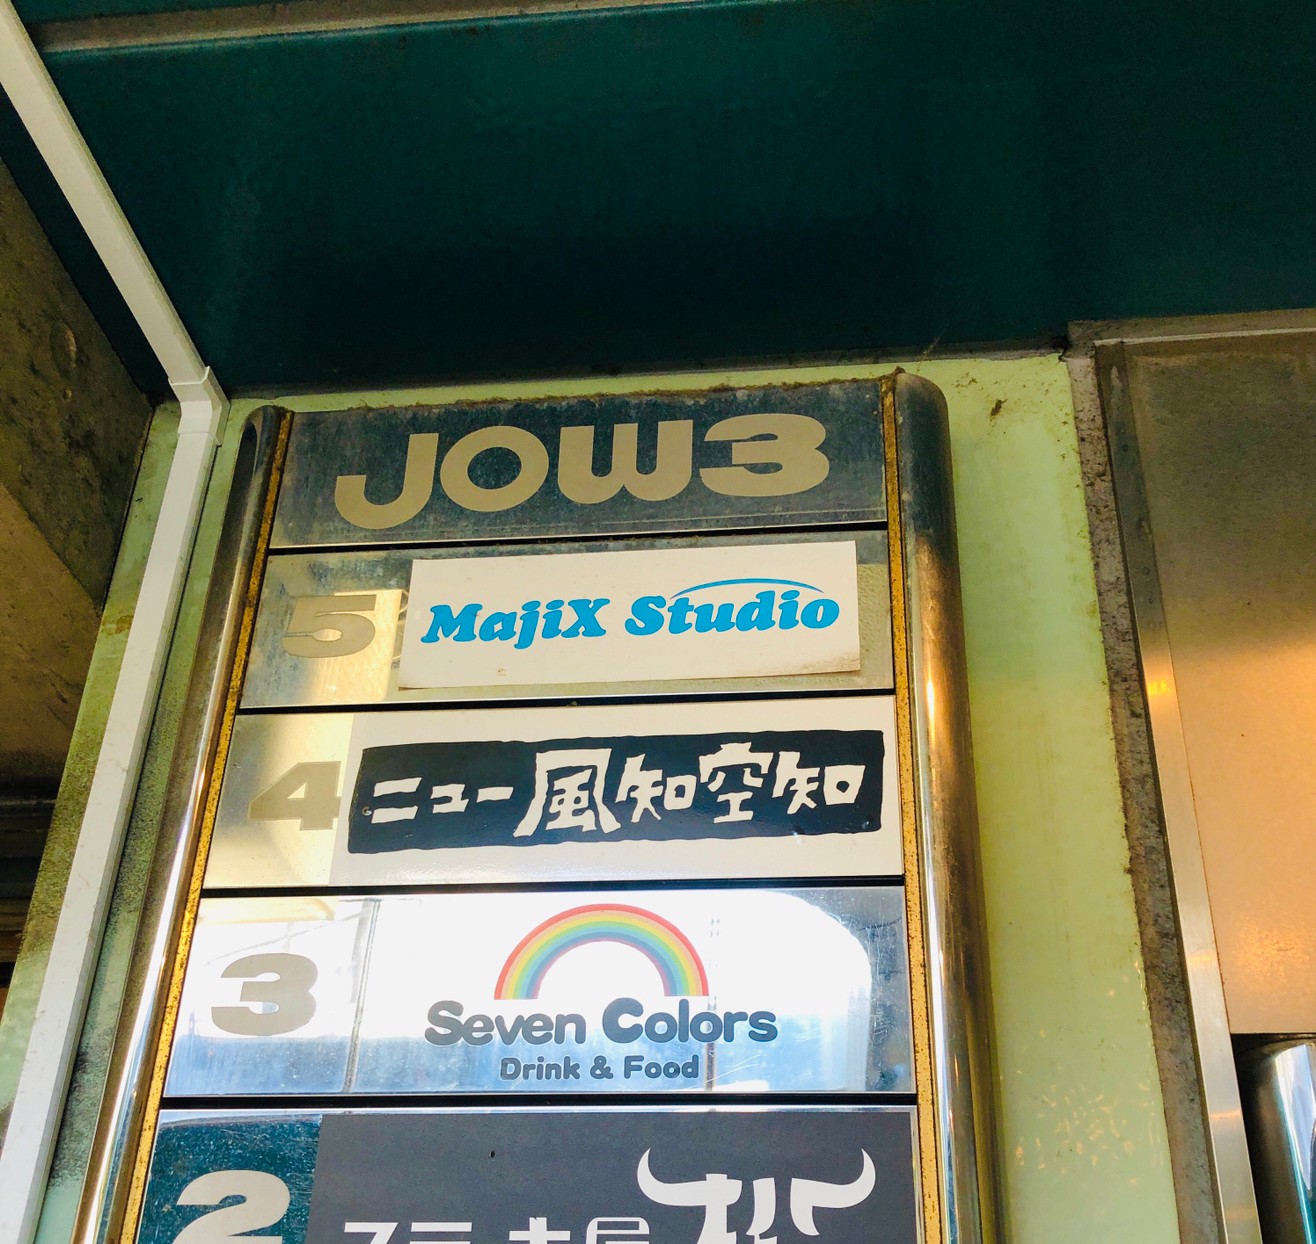 JOW3
5 MajiX Studio
4 ニュー風知空知
3 Seven Colors
Drink & Food
2